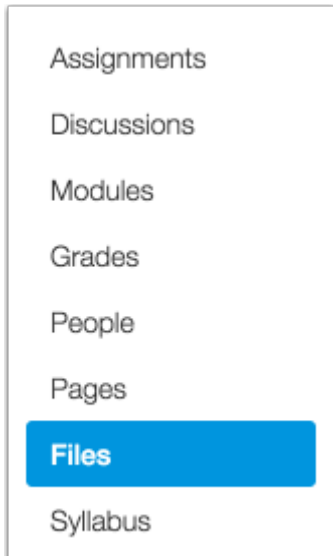 Assignments
Discussions
Modules
Grades
People
Pages
Files
Syllabus